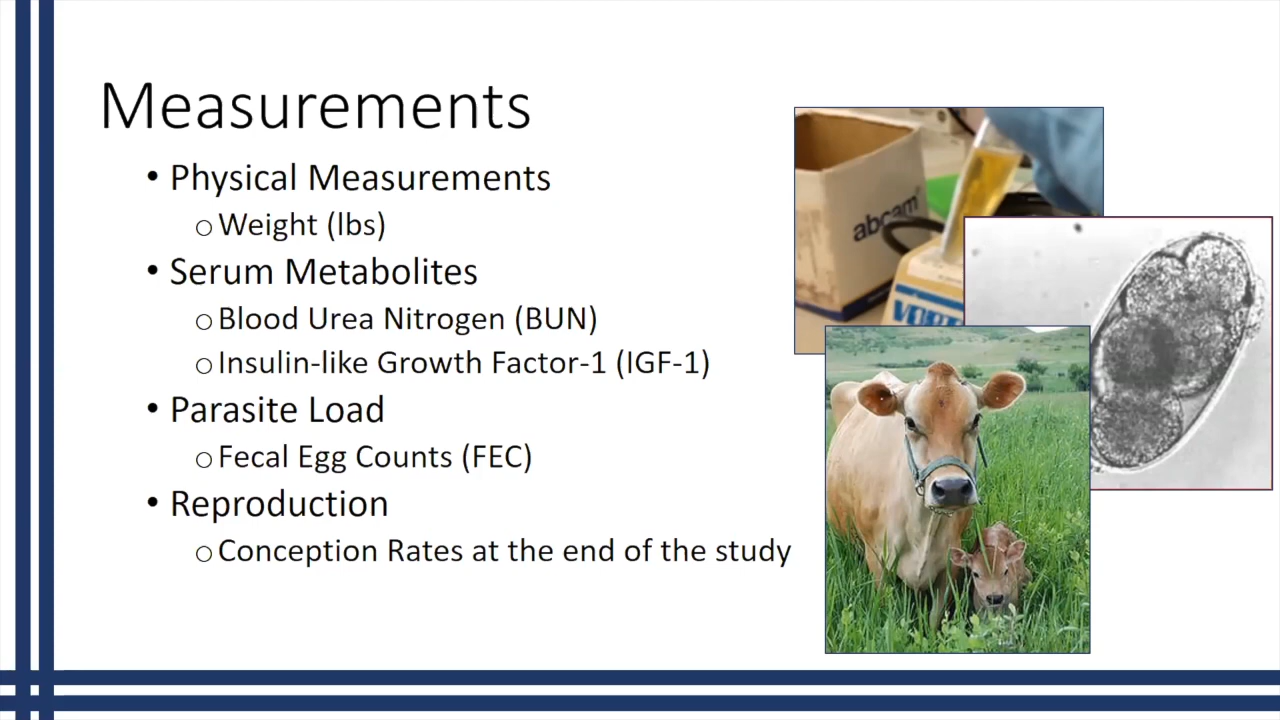 Measurements
• Physical Measurements
o Weight (lbs)
• Serum Metabolites
o Blood Urea Nitrogen (BUN)
o Insulin-like Growth Factor-1 (IGF-1)
• Parasite Load
o Fecal Egg Counts (FEC)
• Reproduction
o Conception Rates at the end of the study
abcam